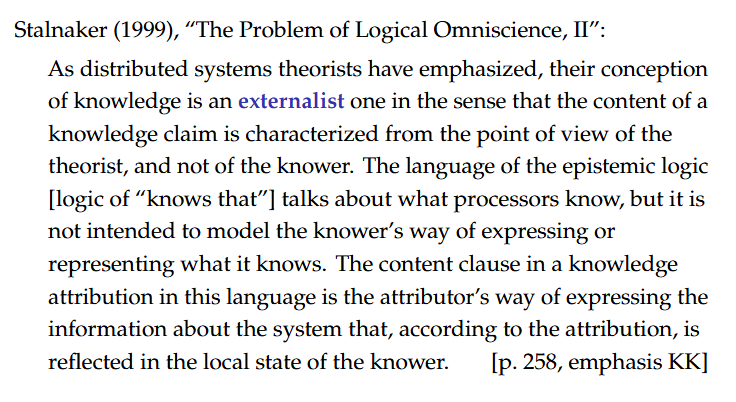 Stalnaker (1999), “The Problem of Logical Omniscience, II”:
As distributed systems theorists have emphasized, their conception
of knowledge is an externalist one in the sense that the content of a
knowledge claim is characterized from the point of view of the
theorist, and not of the knower. The language of the epistemic logic
[logic of “knows that”] talks about what processors know, but it is
not intended to model the knower’s way of expressing or
representing what it knows. The content clause in a knowledge
attribution in this language is the attributor’s way of expressing the
information about the system that, according to the attribution, is
reflected in the local state of the knower. [p. 258, emphasis KK]